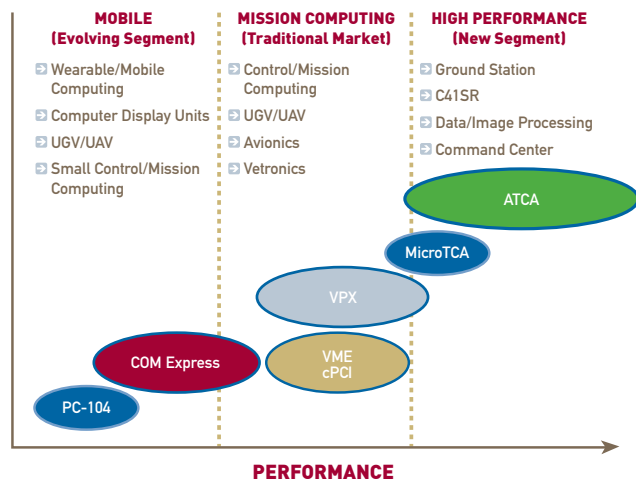 MOBILE
(Evolving Segment)
Wearable/Mobile
Computing
Computer Display Units
UGV/UAV
Small Control/Mission
Computing
MISSION COMPUTING
(Traditional Market)
Control/Mission
Computing
UGV/UAV
Avionics
Vetronics
HIGH PERFORMANCE
(New Segment)
Ground Station
C41SR
Data/Image Processing
Command Center
ATCA
MicroTCA
VPX
COM Express
VME
cPCI
PC-104
PERFORMANCE